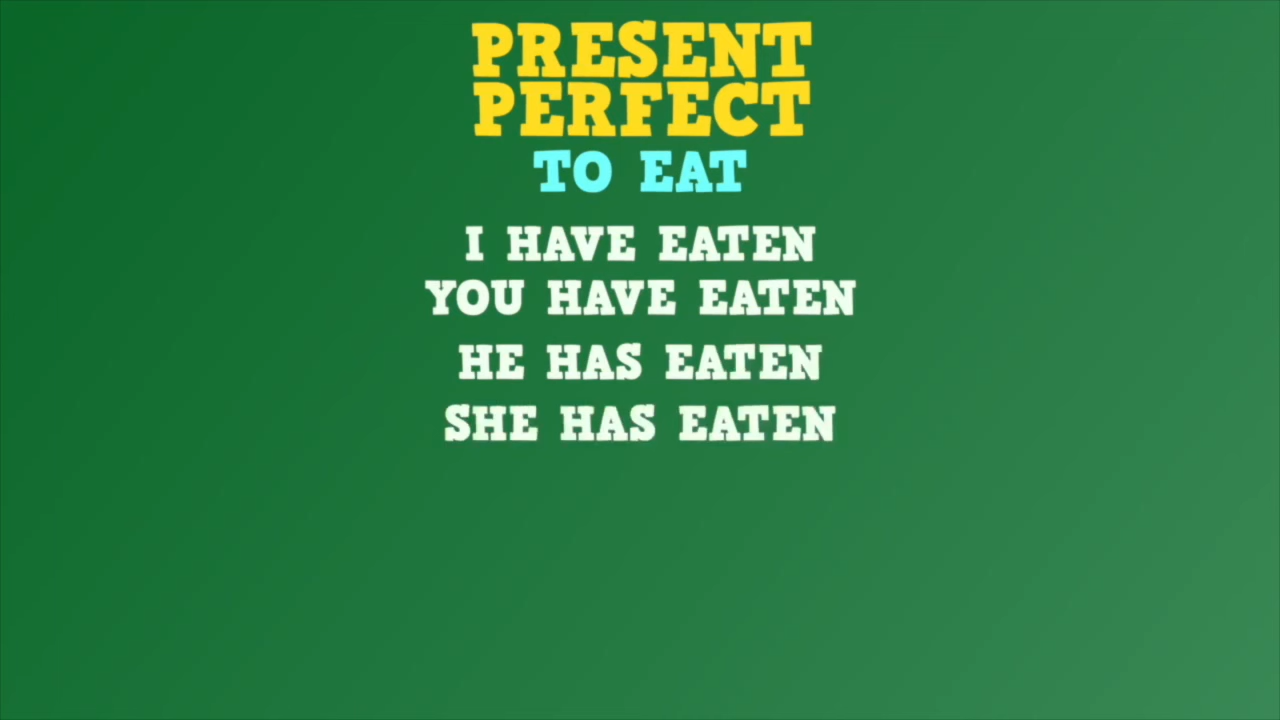 PRESENT
PERFECT
TO EAT
I HAVE EATEN
YOU HAVE EATEN
HE HAS EATEN
SHE HAS EATEN